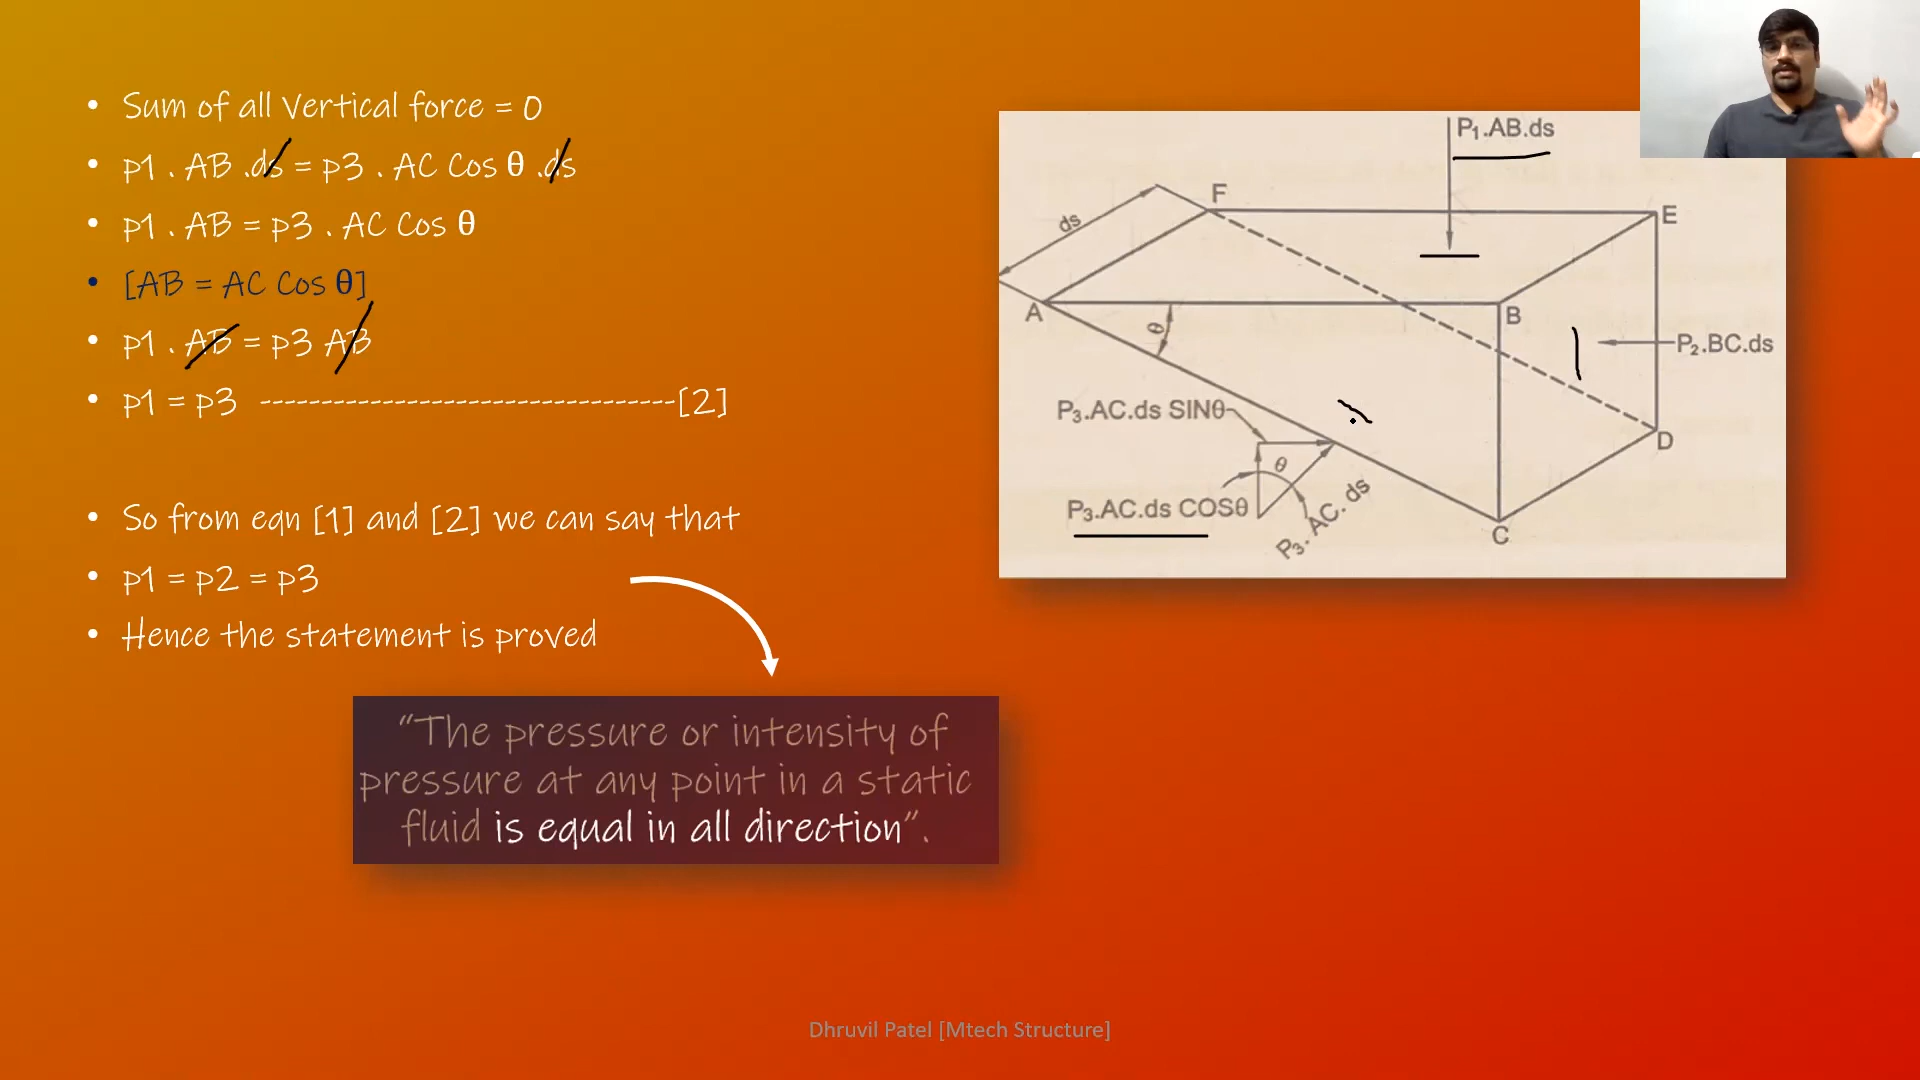 • Sum of all Vertical force = 0
• p1 . AB .ds = p3 . AC Cos θ .ds
• p1 . AB = p3 . AC Cos θ
• [AB = AC Cos θ]
• p1 . AB = p3 AB
• p1 = p3 ----------------------------------[2]
• So from eqn [1] and [2] we can say that
• p1 = p2 = p3
• Hence the statement is proved
“The pressure or intensity of
pressure at any point in a static
fluid is equal in all direction”.
P₁.AB.ds
F
E
ds
A
θ
B
P₂.BC.ds
P₃.AC.ds SINθ
D
θ
P₃.AC.ds COSθ
P₃.AC.ds
C
Dhruvil Patel [Mtech Structure]